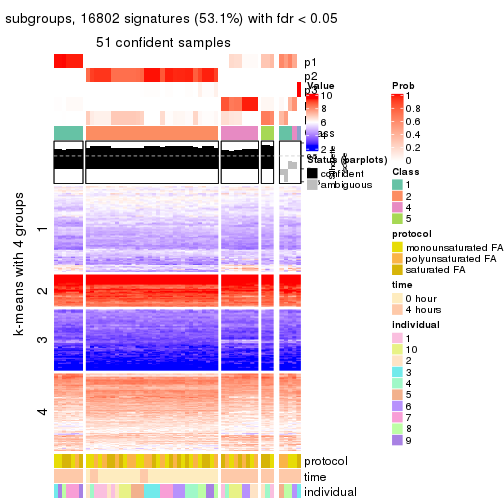 subgroups, 16802 signatures (53.1%) with fdr < 0.05
51 confident samples
p1
p2
p3
Value
10
8
6
2
Status (barplots)
confident
ambiguous
k-means with 4 groups
1
2
3
4
protocol
time
individual
Prob
1
0.8
0.6
0.4
0.2
0
Class
1
2
4
5
protocol
monounsaturated FA
polyunsaturated FA
saturated FA
time
0 hour
4 hours
individual
1
10
2
3
4
5
6
7
8
9